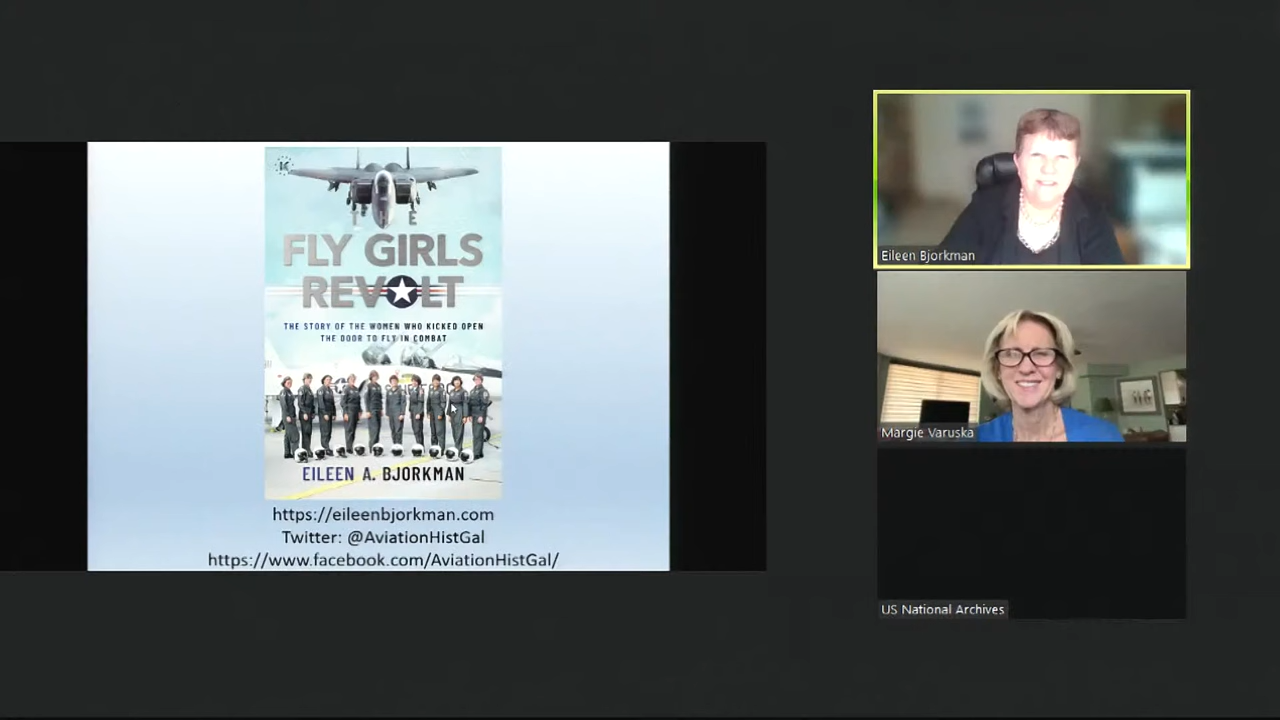 THE
FLY GIRLS
REVOLT
THE STORY OF THE WOMEN WHO KICKED OPEN
THE DOOR TO FLY IN COMBAT
EILEEN A. BJORKMAN
https://eileenbjorkman.com
Twitter: @AviationHistGal
https://www.facebook.com/AviationHistGal/
Eileen Bjorkman
Margie Varuska
US National Archives